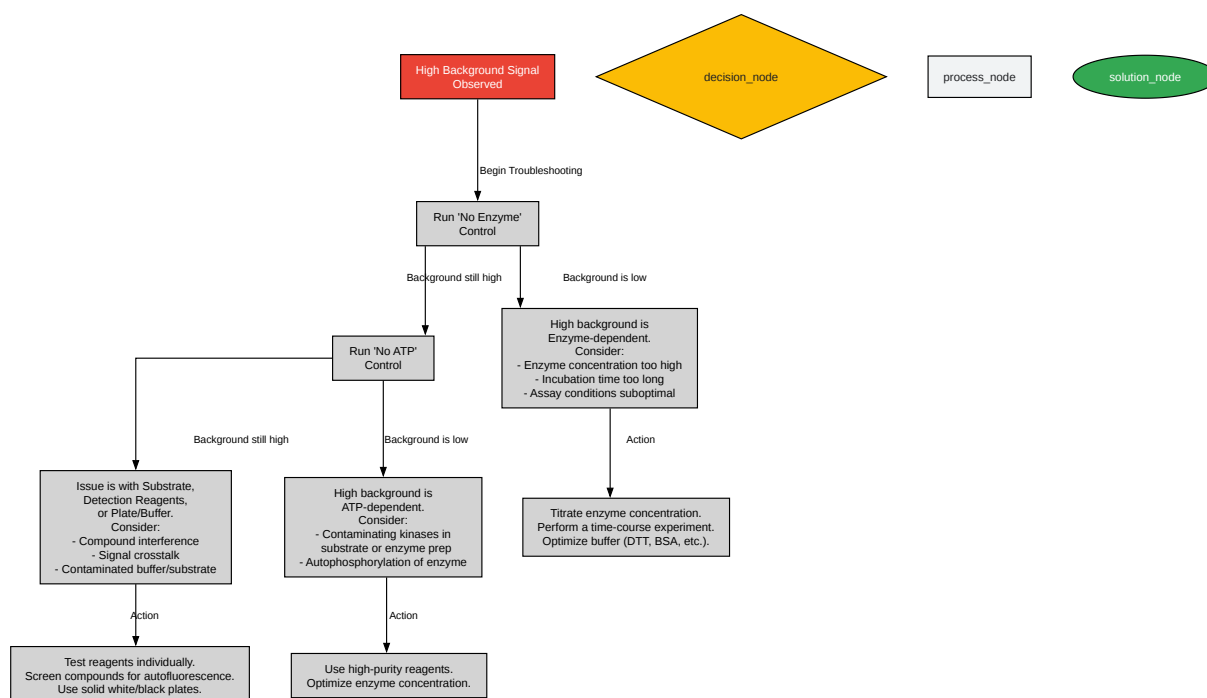 High Background Signal
Observed
decision_node
process_node
solution_node
Begin Troubleshooting
Run 'No Enzyme'
Control
Background still high
Background is low
High background is
Enzyme-dependent.
Consider:
- Enzyme concentration too high
- Incubation time too long
- Assay conditions suboptimal
Run 'No ATP'
Control
Background still high
Background is low
Action
Issue is with Substrate,
Detection Reagents,
or Plate/Buffer.
Consider:
- Compound interference
- Signal crosstalk
- Contaminated buffer/substrate
High background is
ATP-dependent.
Consider:
- Contaminating kinases in
substrate or enzyme prep
- Autophosphorylation of enzyme
Titrate enzyme concentration.
Perform a time-course experiment.
Optimize buffer (DTT, BSA, etc.).
Action
Action
Test reagents individually.
Screen compounds for autofluorescence.
Use solid white/black plates.
Use high-purity reagents.
Optimize enzyme concentration.